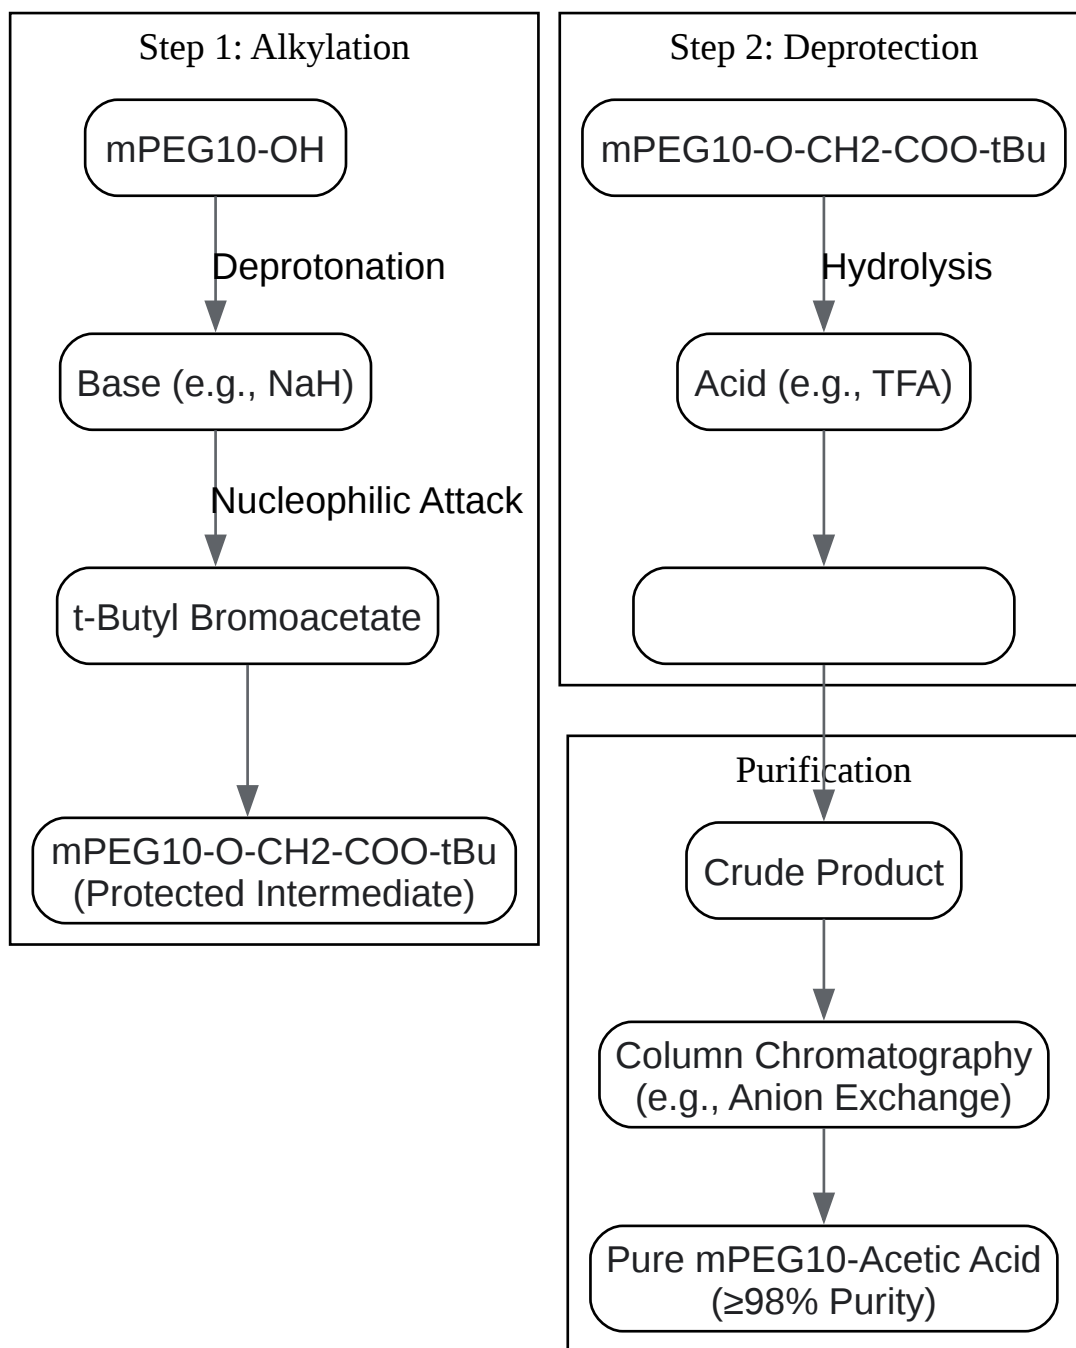 Step 1: Alkylation
mPEG10-OH
Deprotonation
Base (e.g., NaH)
Nucleophilic Attack
t-Butyl Bromoacetate
mPEG10-O-CH2-COO-tBu
(Protected Intermediate)
Step 2: Deprotection
mPEG10-O-CH2-COO-tBu
Hydrolysis
Acid (e.g., TFA)
Purification
Crude Product
Column Chromatography
(e.g., Anion Exchange)
Pure mPEG10-Acetic Acid
(≥98% Purity)